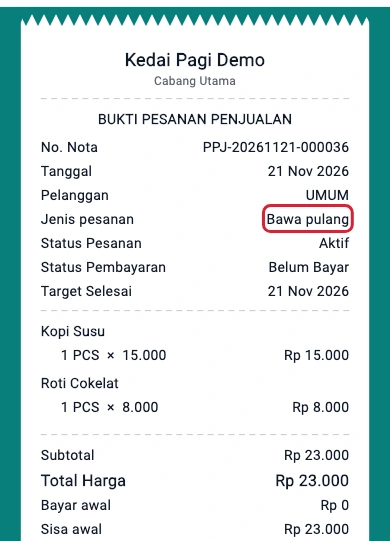 Kedai Pagi Demo
Cabang Utama
BUKTI PESANAN PENJUALAN
No. Nota PPJ-20261121-000036
Tanggal 21 Nov 2026
Pelanggan UMUM
Jenis pesanan Bawa pulang
Status Pesanan Aktif
Status Pembayaran Belum Bayar
Target Selesai 21 Nov 2026
Kopi Susu
1 PCS × 15.000 Rp 15.000
Roti Cokelat
1 PCS × 8.000 Rp 8.000
Subtotal Rp 23.000
Total Harga Rp 23.000
Bayar awal Rp 0
Sisa awal Rp 23.000